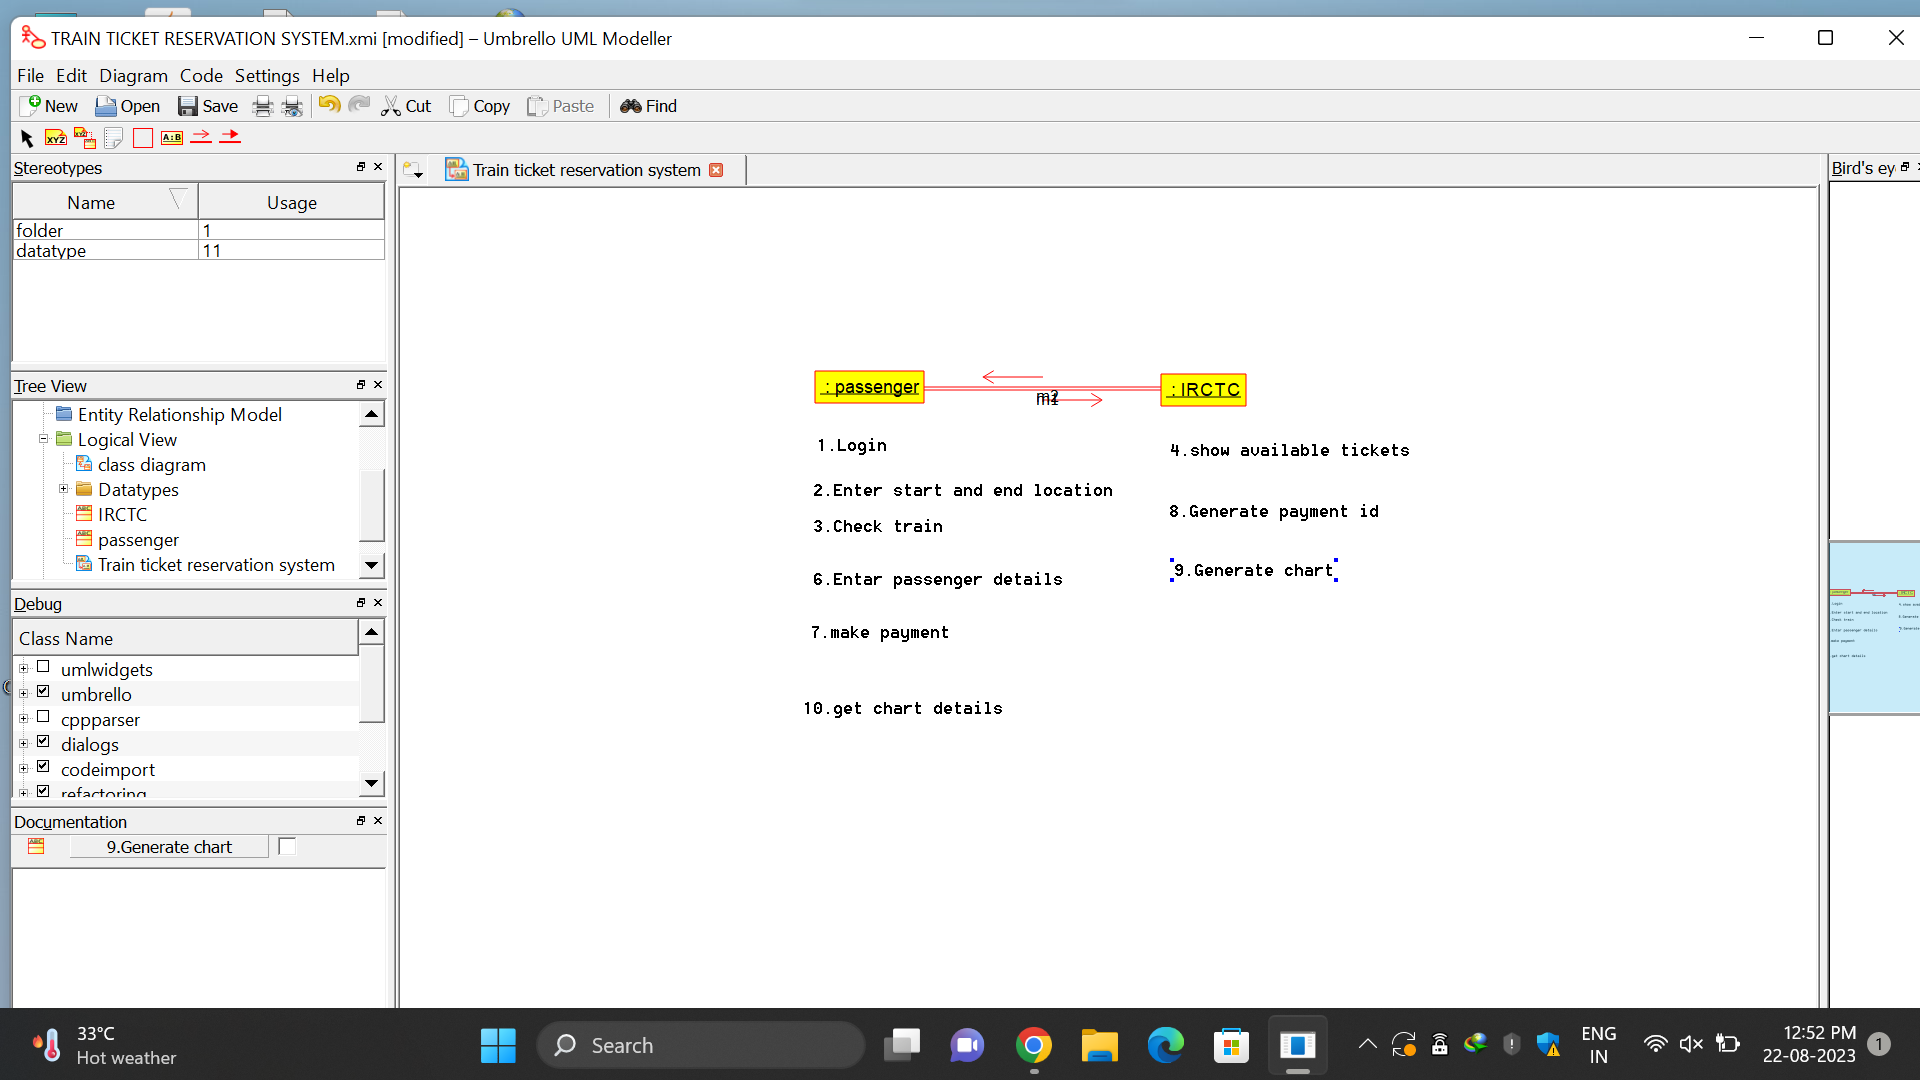 TRAIN TICKET RESERVATION SYSTEM.xmi [modified] – Umbrello UML Modeller
File Edit Diagram Code Settings Help
New Open Save Cut Copy Paste Find
XYZ A:B
Stereotypes
Name Usage
folder 1
datatype 11
Tree View
Entity Relationship Model
Logical View
class diagram
Datatypes
IRCTC
passenger
Train ticket reservation system
Debug
Class Name
umlwidgets
umbrello
cppparser
dialogs
codeimport
refactoring
Documentation
9.Generate chart
Train ticket reservation system
Bird's ey
: passenger
: IRCTC
1.Login
2.Enter start and end location
3.Check train
6.Entar passenger details
7.make payment
10.get chart details
4.show available tickets
8.Generate payment id
9.Generate chart
33°C
Hot weather
Search
ENG
IN
12:52 PM
22-08-2023
1